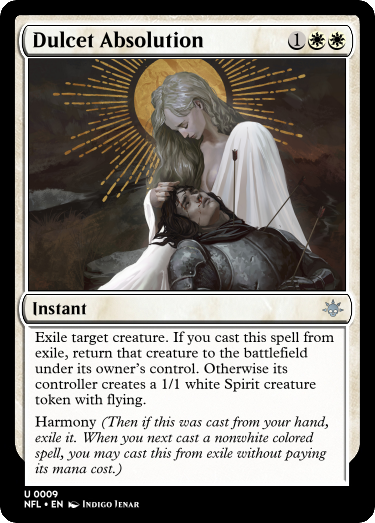 Dulcet Absolution 1
Instant
Exile target creature. If you cast this spell from
exile, return that creature to the battlefield
under its owner's control. Otherwise its
controller creates a 1/1 white Spirit creature
token with flying.
Harmony (Then if this was cast from your hand,
exile it. When you next cast a nonwhite colored
spell, you may cast this from exile without paying
its mana cost.)
U 0009
NFL • EN Indigo Jenar